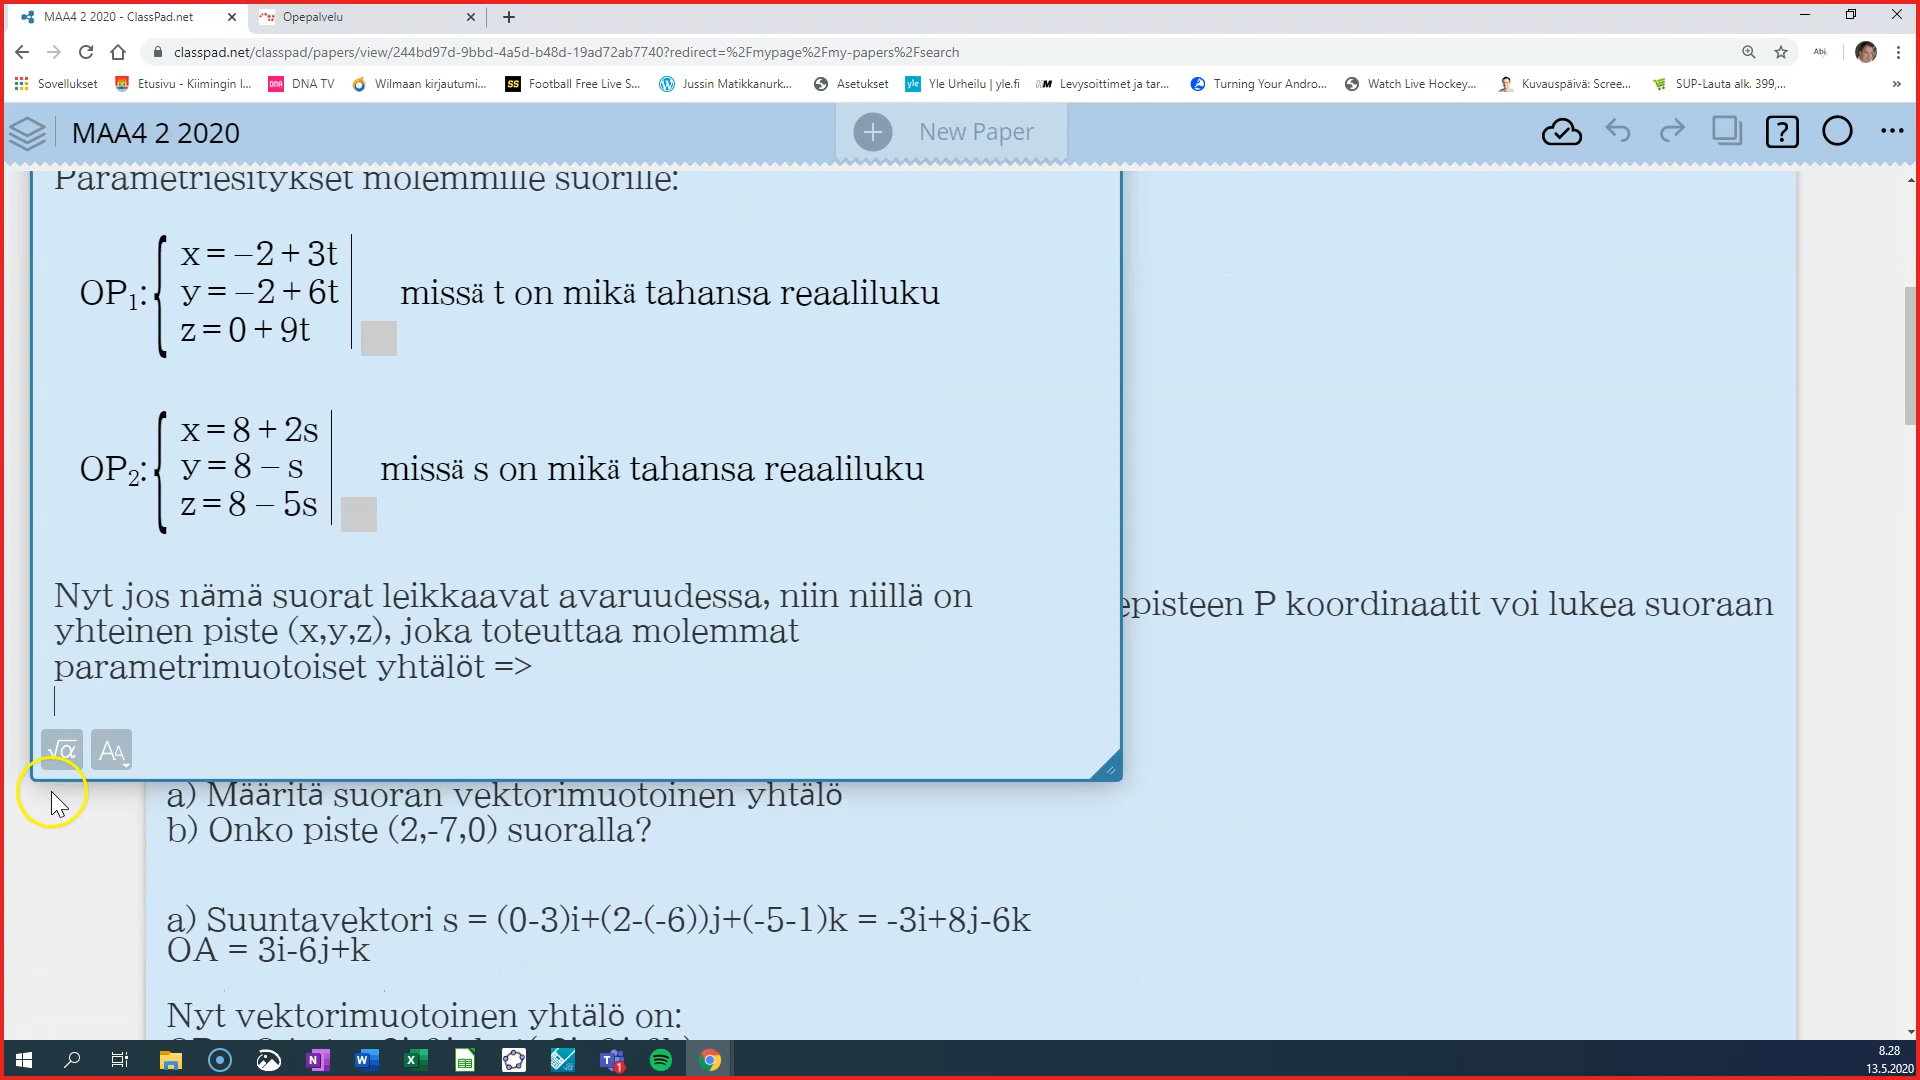 MAA4 2 2020 - ClassPad.net
Opepalvelu
classpad.net/classpad/papers/view/244bd97d-9bbd-4a5d-b48d-19ad72ab7740?redirect=%2Fmypage%2Fmy-papers%2Fsearch
Sovellukset
Etusivu - Kiimingin l...
DNA TV
Wilmaan kirjautumi...
Football Free Live S...
Jussin Matikkanurk...
Asetukset
Yle Urheilu | yle.fi
Levysoittimet ja tar...
Turning Your Andro...
Watch Live Hockey...
Kuvauspäivä: Scree...
SUP-Lauta alk. 399,...
MAA4 2 2020
New Paper
Parametriesitykset molemmille suorille:
x = −2 + 3t
OP₁: y = −2 + 6t missä t on mikä tahansa reaaliluku
z = 0 + 9t
x = 8 + 2s
OP₂: y = 8 − s missä s on mikä tahansa reaaliluku
z = 8 − 5s
Nyt jos nämä suorat leikkaavat avaruudessa, niin niillä on
yhteinen piste (x,y,z), joka toteuttaa molemmat
parametrimuotoiset yhtälöt =>
episteen P koordinaatit voi lukea suoraan
√α
AA
a) Määritä suoran vektorimuotoinen yhtälö
b) Onko piste (2,-7,0) suoralla?
a) Suuntavektori s = (0-3)i+(2-(-6))j+(-5-1)k = -3i+8j-6k
OA = 3i-6j+k
Nyt vektorimuotoinen yhtälö on:
8.28
13.5.2020